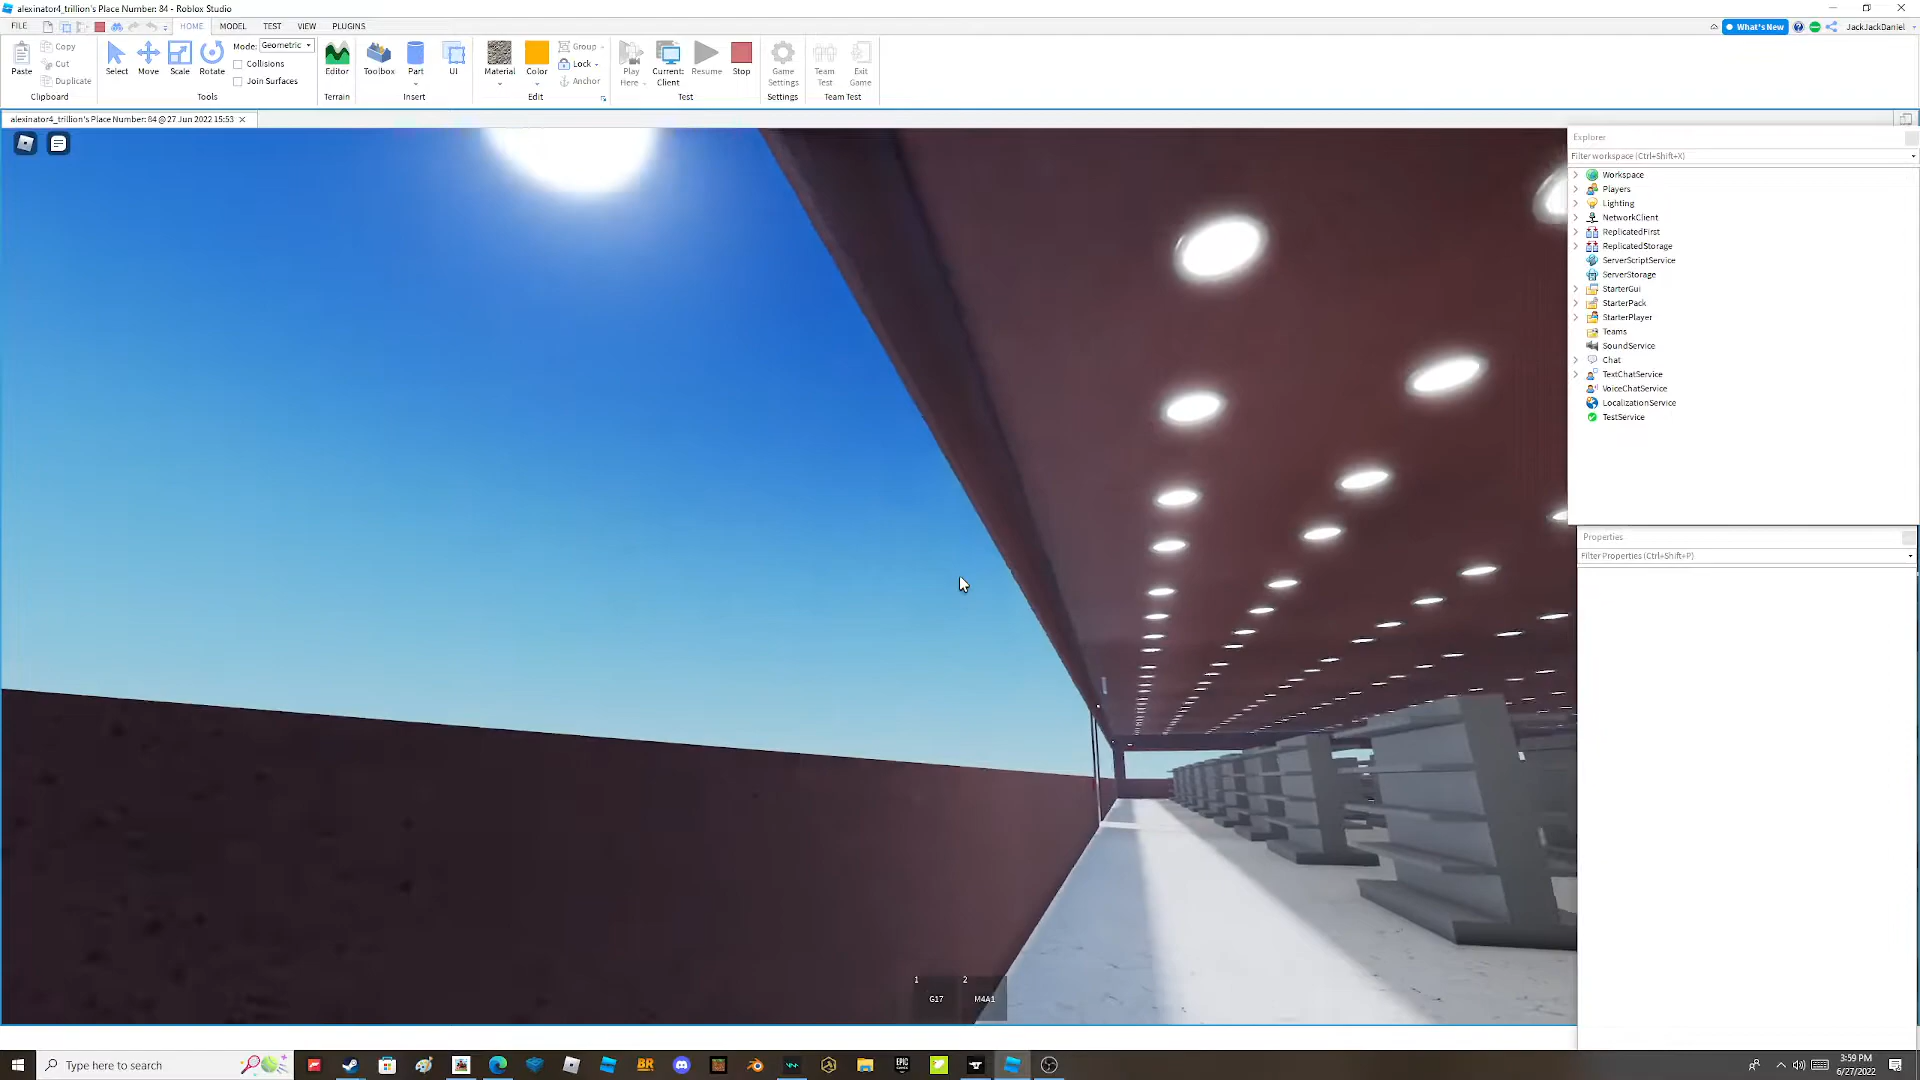 alexinator4_trillion's Place Number: 84 - Roblox Studio
FILE HOME MODEL TEST VIEW PLUGINS
What's New JackJackDaniel
Paste Copy Cut Duplicate Clipboard
Select Move Scale Rotate Mode: Geometric Collisions Join Surfaces Tools
Editor Terrain
Toolbox Part UI Insert
Material Color Group Lock Anchor Edit
Play Here Current: Client Resume Stop Test
Game Settings Settings
Team Test Exit Game Team Test
alexinator4_trillion's Place Number: 84 @ 27 Jun 2022 15:53
Explorer
Filter workspace (Ctrl+Shift+X)
Workspace
Players
Lighting
NetworkClient
ReplicatedFirst
ReplicatedStorage
ServerScriptService
ServerStorage
StarterGui
StarterPack
StarterPlayer
Teams
SoundService
Chat
TextChatService
VoiceChatService
LocalizationService
TestService
Properties
Filter Properties (Ctrl+Shift+P)
1 2
G17 M4A1
Type here to search
BR
EPIC GAMES
3:59 PM
6/27/2022